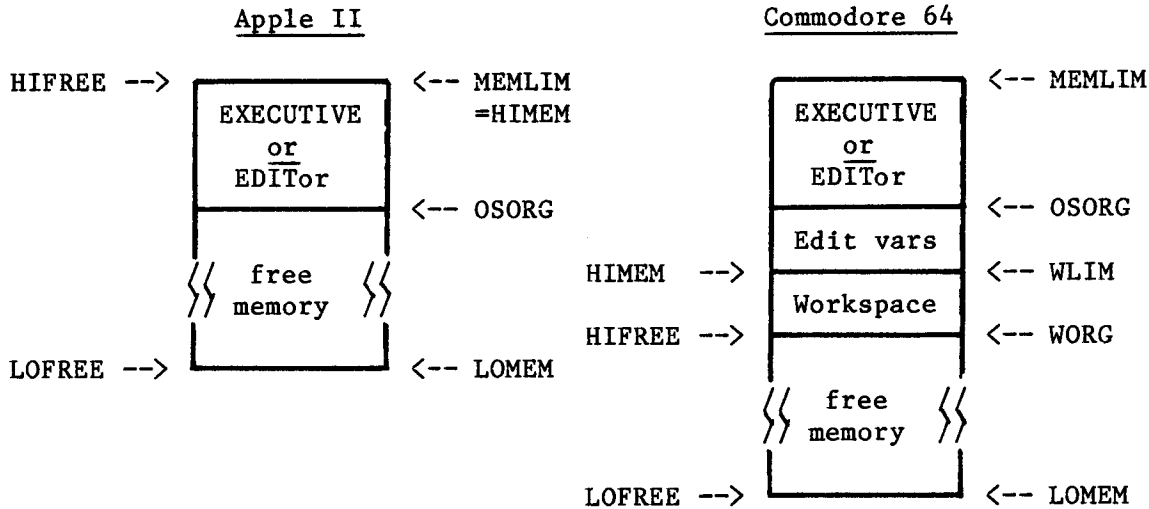 Apple II
HIFREE -->
<-- MEMLIM
=HIMEM
EXECUTIVE
or
EDITor
<-- OSORG
free
memory
LOFREE -->
<-- LOMEM
Commodore 64
<-- MEMLIM
EXECUTIVE
or
EDITor
<-- OSORG
Edit vars
HIMEM -->
<-- WLIM
Workspace
HIFREE -->
<-- WORG
free
memory
LOFREE -->
<-- LOMEM